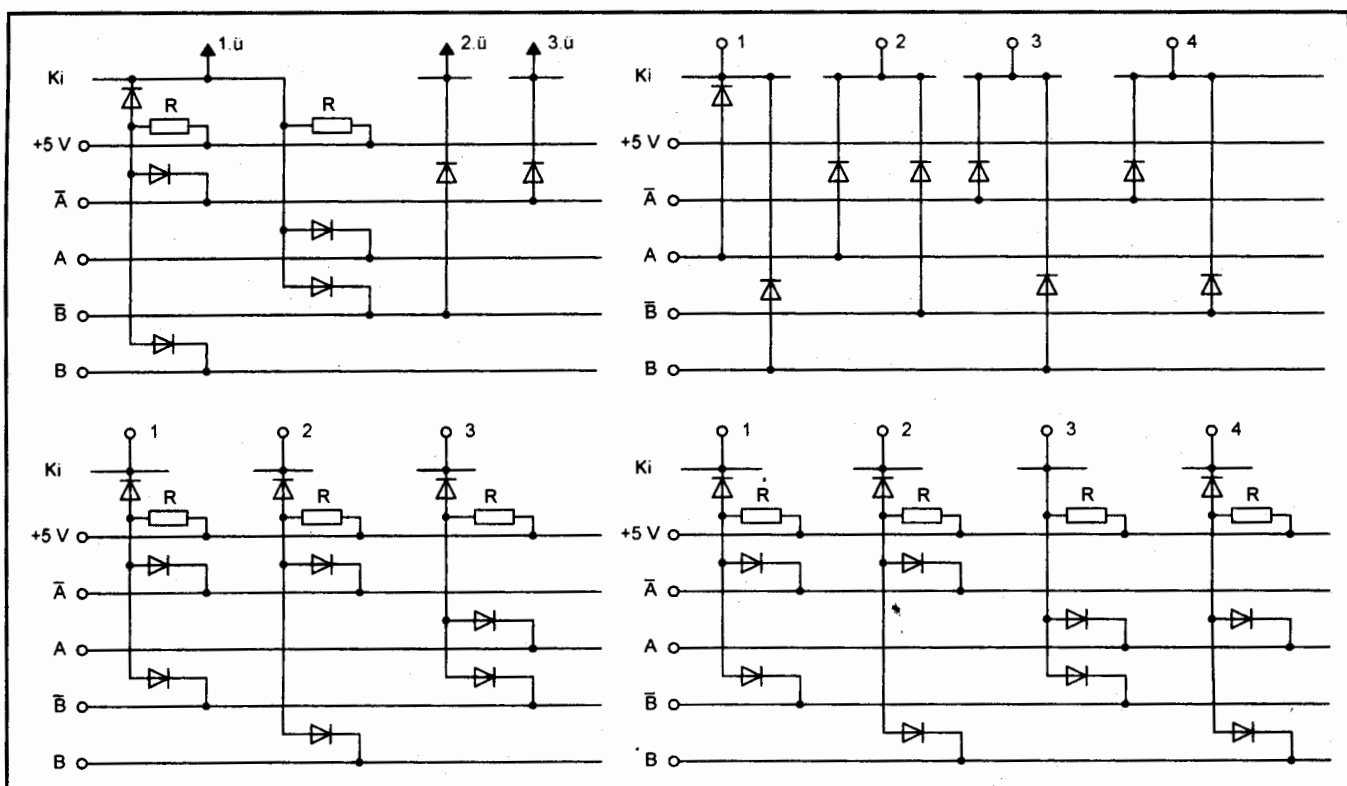 1.ü 2.ü 3.ü
Ki
R R
+5 V
A̅
A
B̅
B
1 2 3 4
Ki
+5 V
A̅
A
B̅
B
1 2 3
Ki
R R R
+5 V
A̅
A
B̅
B
1 2 3 4
Ki
R R R R
+5 V
A̅
A
B̅
B